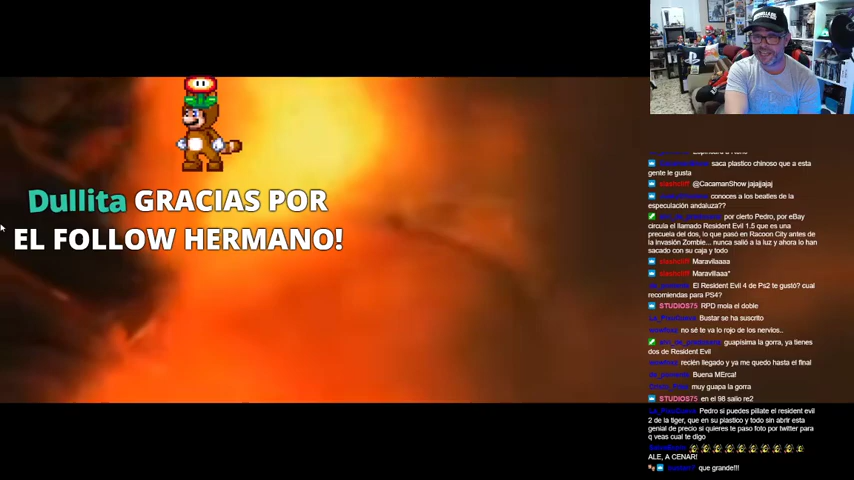 Dullita GRACIAS POR
EL FOLLOW HERMANO!
saca plastico chinoso que a esta
gente le gusta
slashcliff @CacamanShow jajajjajaj
conoces a los beatles de la
especulación andaluza??
por cierto Pedro, por eBay
circula el llamado Resident Evil 1.5 que es una
precuela del dos, lo que pasó en Racoon City antes de
la Invasión Zombie... nunca salió a la luz y ahora lo han
sacado con su caja y todo
slashcliff Maravilaaaa
slashcliff Maravillaaa*
El Resident Evil 4 de Ps2 te gustó? cual
recomiendas para PS4?
STUDIOS75 RPD mola el doble
Bustar se ha suscrito
no sé te va lo rojo de los nervios..
guapísima la gorra, ya tienes
dos de Resident Evil
recién llegado y ya me quedo hasta el final
Buena MErca!
muy guapa la gorra
STUDIOS75 en el 98 salio re2
Pedro si puedes pillate el resident evil
2 de la tiger, que en su plastico y todo sin abrir esta
genial de precio si quieres te paso foto por twitter para
q veas cual te digo
ALE, A CENAR!
que grande!!!